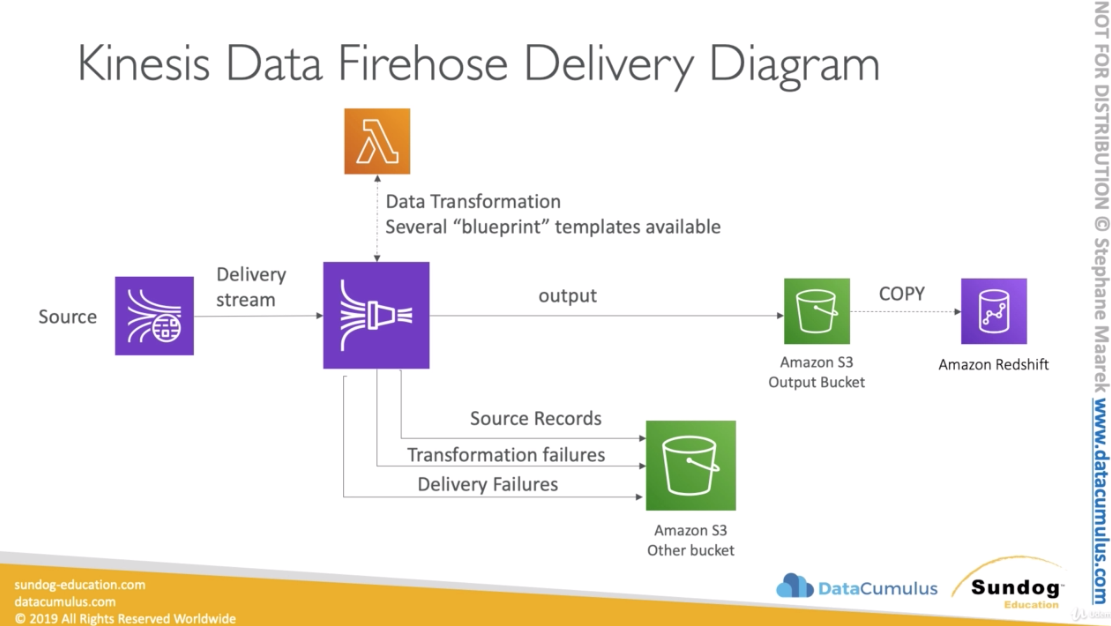 Kinesis Data Firehose Delivery Diagram
Data Transformation
Several “blueprint” templates available
Source
Delivery
stream
output
COPY
Amazon S3
Output Bucket
Amazon Redshift
Source Records
Transformation failures
Delivery Failures
Amazon S3
Other bucket
sundog-education.com
datacumulus.com
© 2019 All Rights Reserved Worldwide
DataCumulus
Sundog
Education
NOT FOR DISTRIBUTION © Stephane Maarek www.datacumulus.com